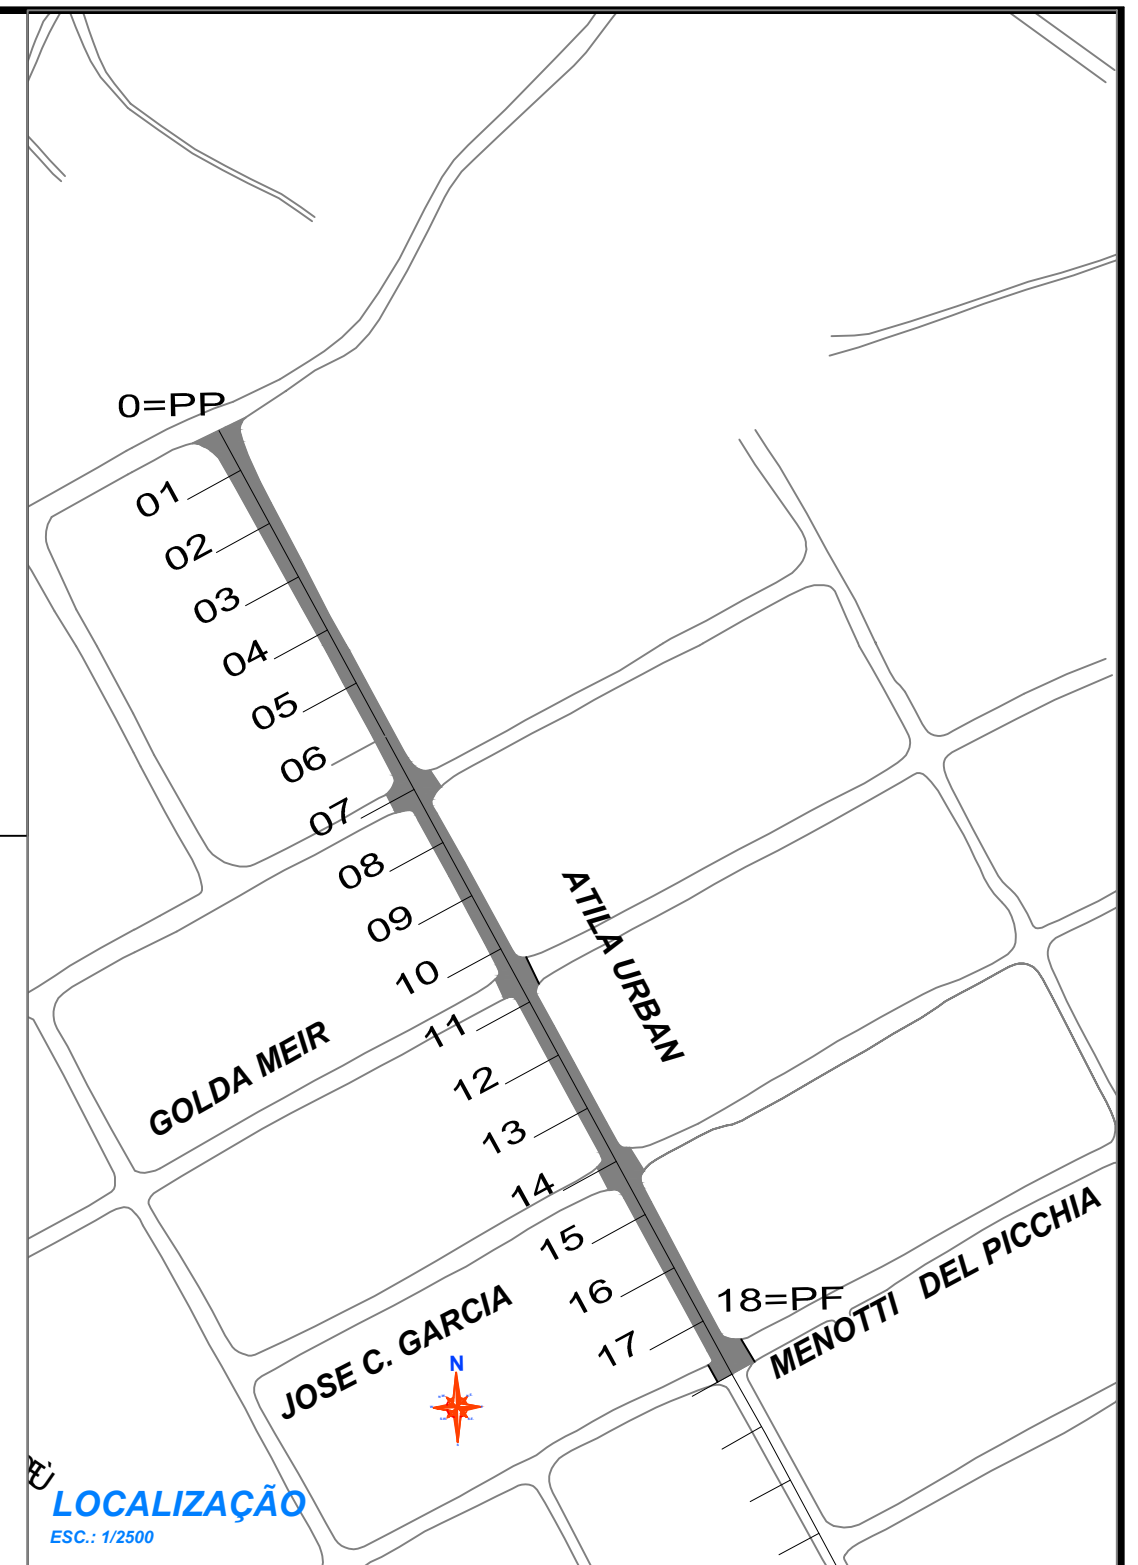 0=PP
01
02
03
04
05
06
07
08
09
10
11
12
13
14
15
16
17
18=PF
ATILA URBAN
GOLDA MEIR
JOSE C. GARCIA
MENOTTI DEL PICCHIA
N
LOCALIZAÇÃO
ESC.: 1/2500